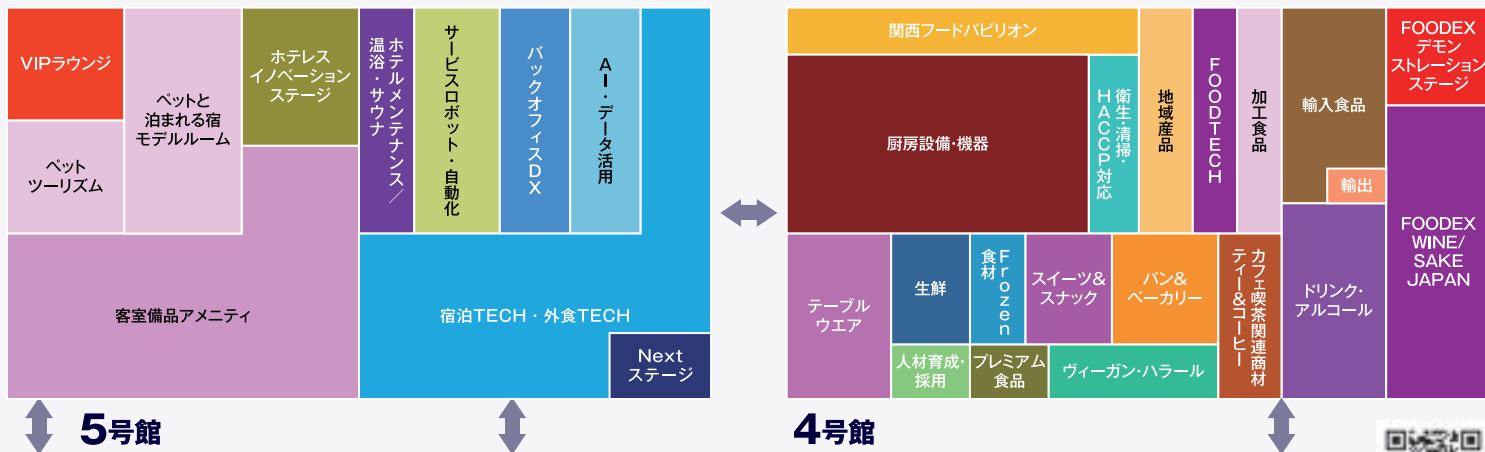 VIPラウンジ
ペット
ツーリズム
ペットと
泊まれる宿
モデルルーム
ホテレス
イノベーション
ステージ
ホテルメンテナンス／
温浴・サウナ
サービスロボット・自動化
バックオフィスDX
AI・データ活用
客室備品アメニティ
宿泊TECH・外食TECH
Next
ステージ
5号館
関西フードパビリオン
厨房設備・機器
衛生・清掃・
HACCP対応
地域産品
FOODTECH
加工食品
輸入食品
輸出
FOODEX
デモン
ストレーション
ステージ
テーブル
ウエア
生鮮
Frozen
食材
スイーツ&
スナック
パン&
ベーカリー
カフェ喫茶関連商材
ティー&コーヒー
ドリンク・
アルコール
FOODEX
WINE/
SAKE
JAPAN
人材育成・
採用
プレミアム
食品
ヴィーガン・ハラール
4号館